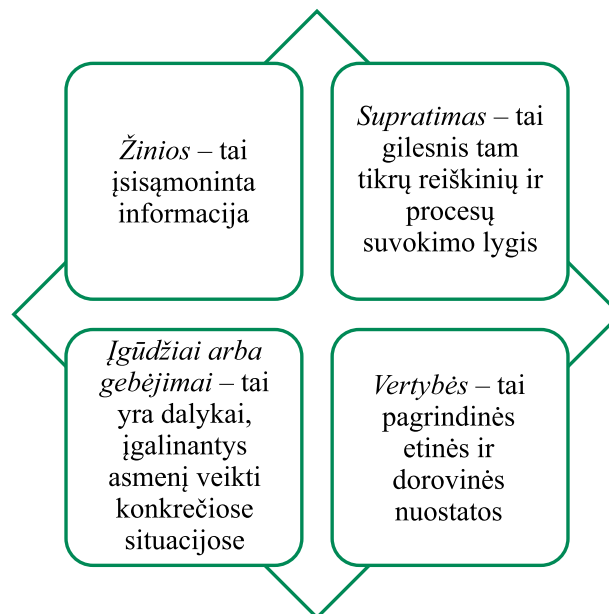 Žinios – tai
įsisąmoninta
informacija
Supratimas – tai
gilesnis tam
tikrų reiškinių ir
procesų
suvokimo lygis
Įgūdžiai arba
gebėjimai – tai
yra dalykai,
įgalinantys
asmenį veikti
konkrečiose
situacijose
Vertybės – tai
pagrindinės
etinės ir
dorovinės
nuostatos